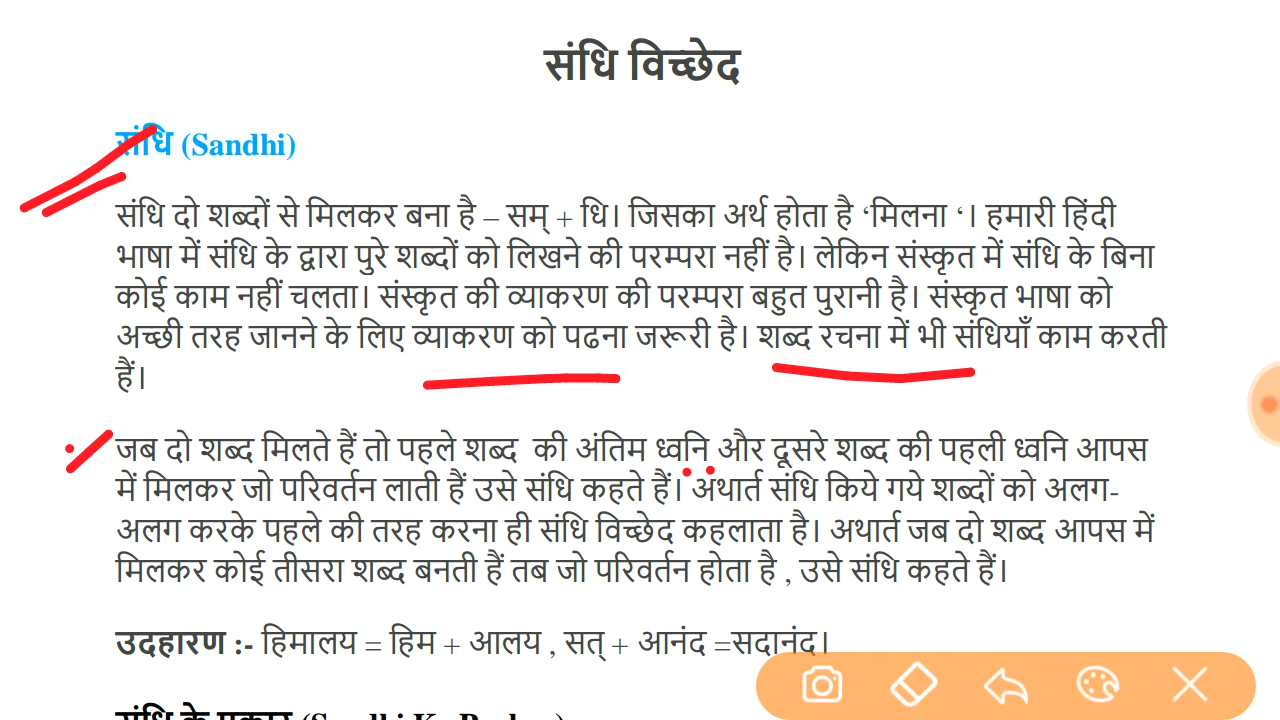 संधि विच्छेद
संधि (Sandhi)
संधि दो शब्दों से मिलकर बना है – सम् + धि। जिसका अर्थ होता है ‘मिलना ‘। हमारी हिंदी
भाषा में संधि के द्वारा पुरे शब्दों को लिखने की परम्परा नहीं है। लेकिन संस्कृत में संधि के बिना
कोई काम नहीं चलता। संस्कृत की व्याकरण की परम्परा बहुत पुरानी है। संस्कृत भाषा को
अच्छी तरह जानने के लिए व्याकरण को पढना जरूरी है। शब्द रचना में भी संधियाँ काम करती
हैं।
जब दो शब्द मिलते हैं तो पहले शब्द की अंतिम ध्वनि और दूसरे शब्द की पहली ध्वनि आपस
में मिलकर जो परिवर्तन लाती हैं उसे संधि कहते हैं। अथार्त संधि किये गये शब्दों को अलग-
अलग करके पहले की तरह करना ही संधि विच्छेद कहलाता है। अथार्त जब दो शब्द आपस में
मिलकर कोई तीसरा शब्द बनती हैं तब जो परिवर्तन होता है , उसे संधि कहते हैं।
उदहारण :- हिमालय = हिम + आलय , सत् + आनंद =सदानंद।